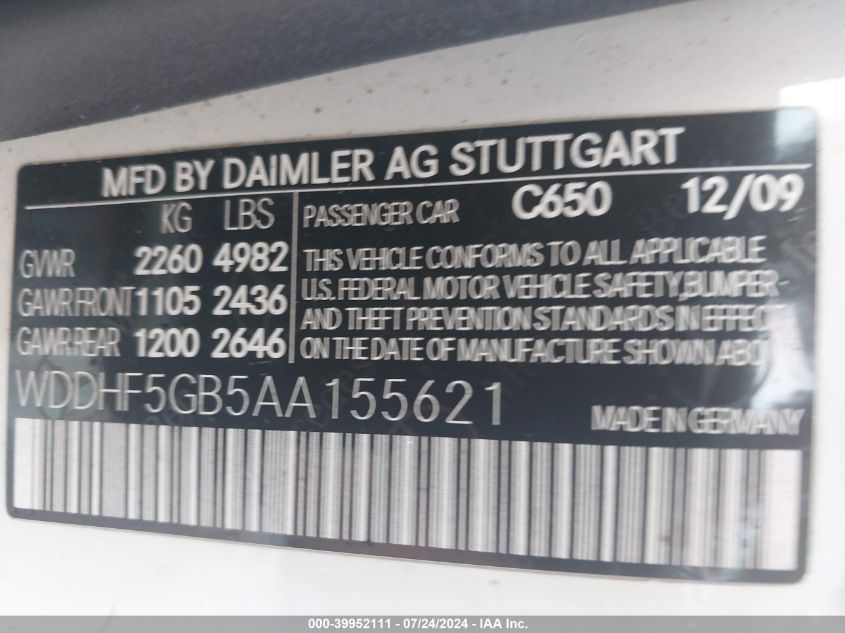 MFD BY DAIMLER AG STUTTGART
KG LBS PASSENGER CAR C650 12/09
GVWR 2260 4982 THIS VEHICLE CONFORMS TO ALL APPLICABLE
GAWR FRONT 1105 2436 U.S. FEDERAL MOTOR VEHICLE SAFETY, BUMPER-
GAWR REAR 1200 2646 AND THEFT PREVENTION STANDARDS IN EFFECT
ON THE DATE OF MANUFACTURE SHOWN ABOVE
WDDHF5GB5AA155621
MADE IN GERMANY
000-39952111 - 07/24/2024 - IAA Inc.